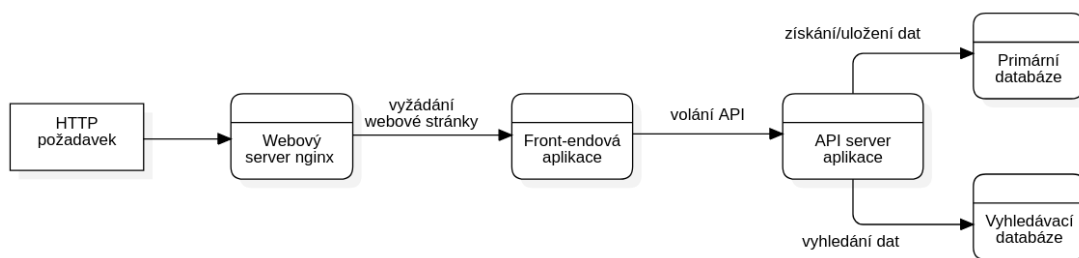 HTTP
požadavek
Webový
server nginx
vyžádání
webové stránky
Front-endová
aplikace
volání API
API server
aplikace
získání/uložení dat
Primární
databáze
vyhledání dat
Vyhledávací
databáze